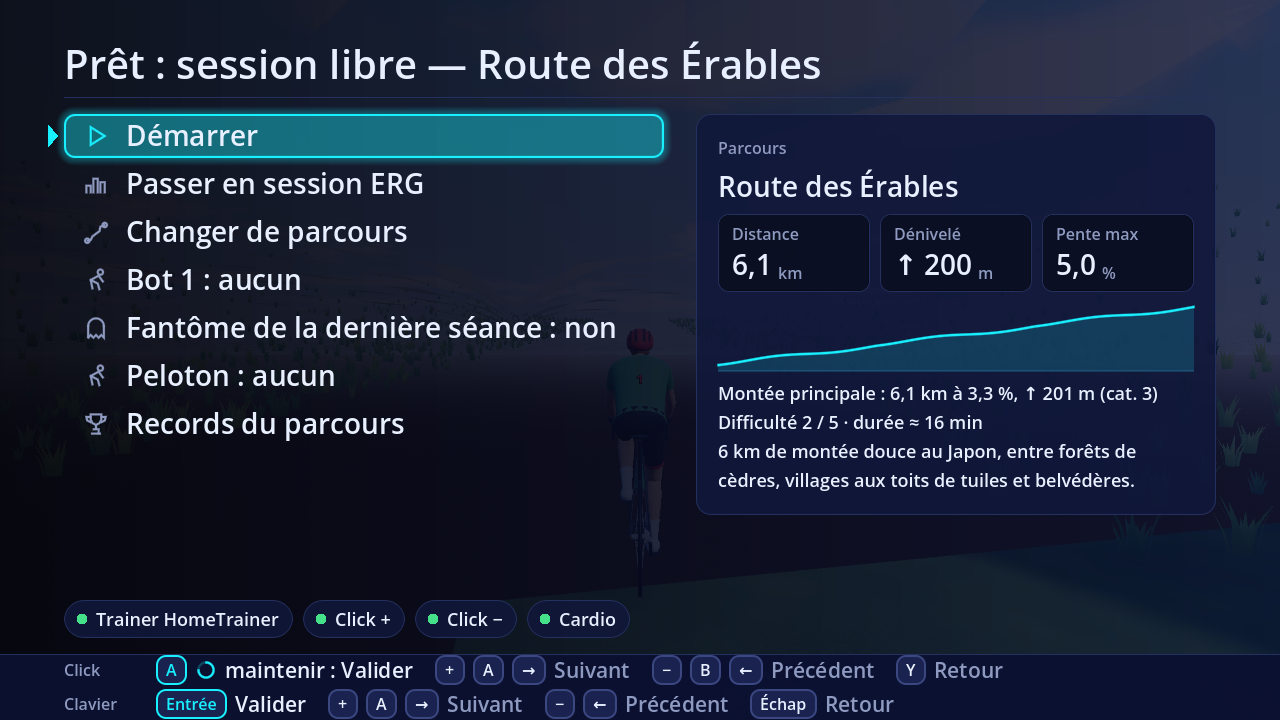 Prêt : session libre — Route des Érables
Démarrer
Passer en session ERG
Changer de parcours
Bot 1 : aucun
Fantôme de la dernière séance : non
Peloton : aucun
Records du parcours
Parcours
Route des Érables
Distance
6,1 km
Dénivelé
↑ 200 m
Pente max
5,0 %
Montée principale : 6,1 km à 3,3 %, ↑ 201 m (cat. 3)
Difficulté 2 / 5 · durée ≈ 16 min
6 km de montée douce au Japon, entre forêts de
cèdres, villages aux toits de tuiles et belvédères.
Trainer HomeTrainer
Click +
Click −
Cardio
Click A maintenir : Valider + A → Suivant − B ← Précédent Y Retour
Clavier Entrée Valider + A → Suivant − ← Précédent Échap Retour